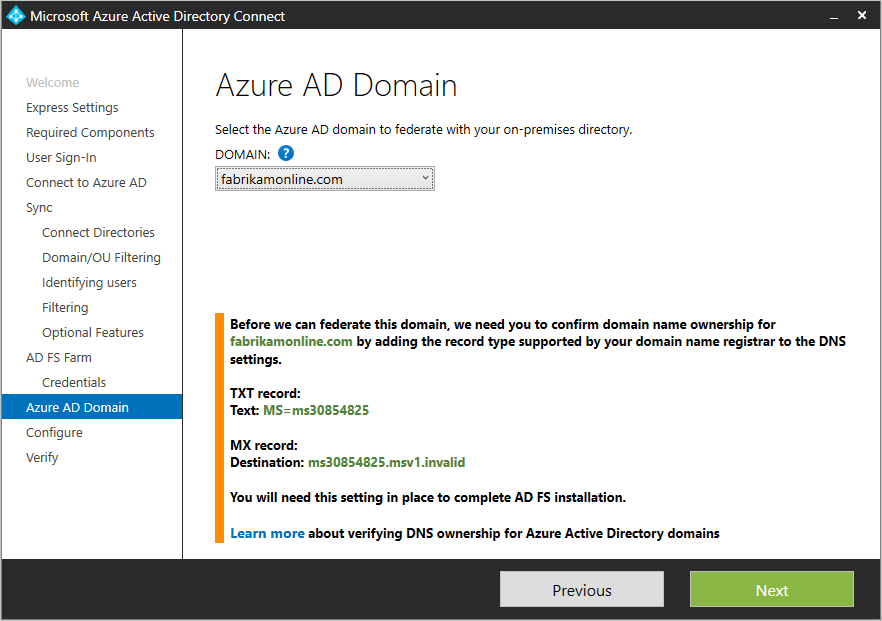 Microsoft Azure Active Directory Connect
Welcome
Express Settings
Required Components
User Sign-In
Connect to Azure AD
Sync
Connect Directories
Domain/OU Filtering
Identifying users
Filtering
Optional Features
AD FS Farm
Credentials
Azure AD Domain
Configure
Verify
Azure AD Domain
Select the Azure AD domain to federate with your on-premises directory.
DOMAIN: ?
fabrikamonline.com
Before we can federate this domain, we need you to confirm domain name ownership for
fabrikamonline.com by adding the record type supported by your domain name registrar to the DNS
settings.
TXT record:
Text: MS=ms30854825
MX record:
Destination: ms30854825.msv1.invalid
You will need this setting in place to complete AD FS installation.
Learn more about verifying DNS ownership for Azure Active Directory domains
Previous
Next